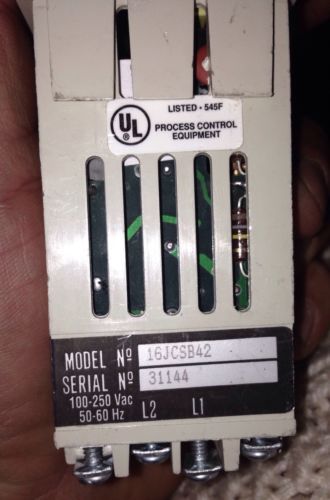 UL
LISTED · 545F
PROCESS CONTROL
EQUIPMENT
MODEL Nº 16JCSB42
SERIAL Nº 31144
100-250 Vac
50-60 Hz L2 L1